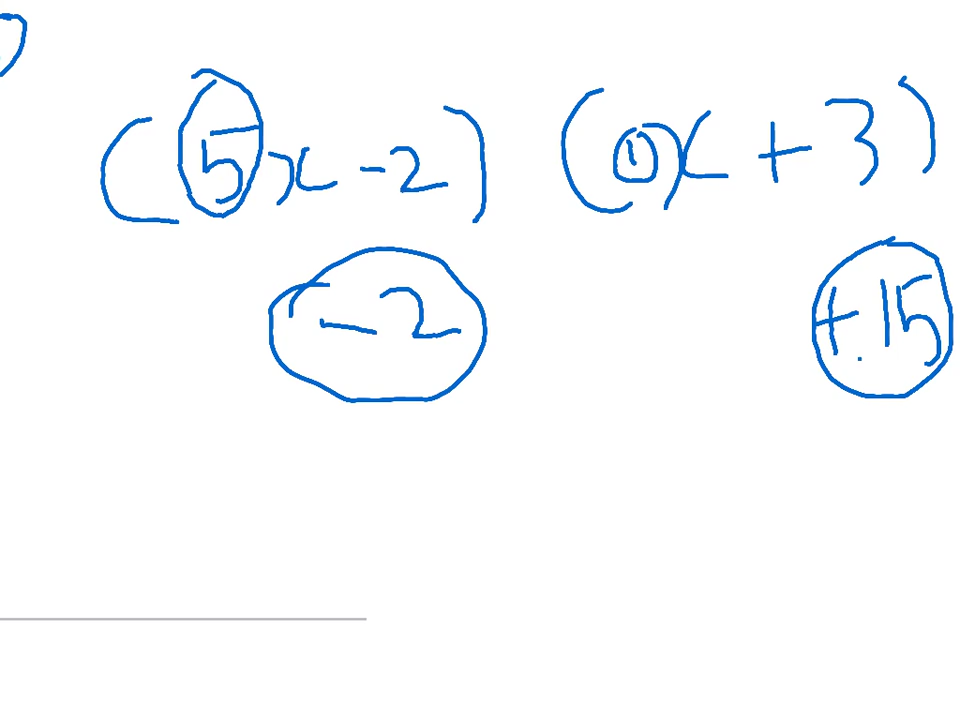 (5x - 2) (1x + 3)
- 2 + 15